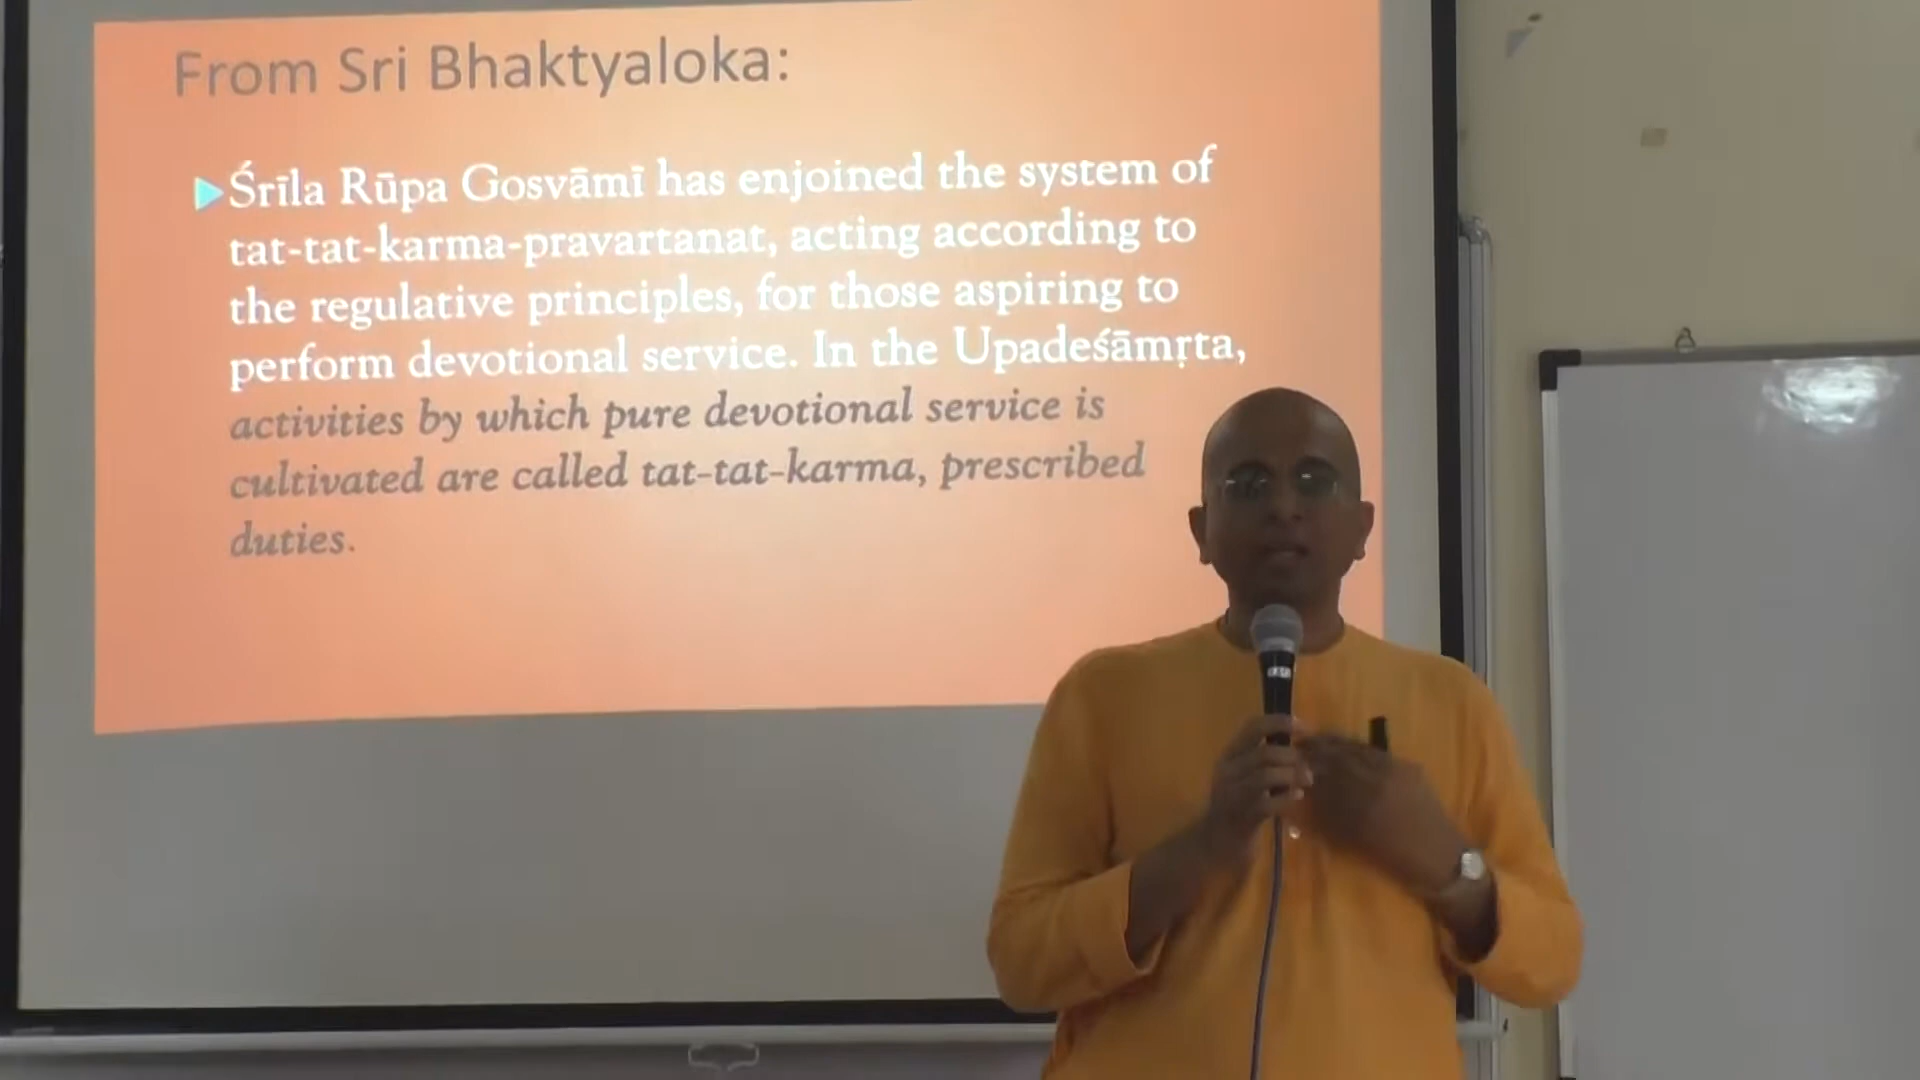 From Sri Bhaktyaloka:
Śrīla Rūpa Gosvāmī has enjoined the system of
tat-tat-karma-pravartanat, acting according to
the regulative principles, for those aspiring to
perform devotional service. In the Upadeśāmṛta,
activities by which pure devotional service is
cultivated are called tat-tat-karma, prescribed
duties.